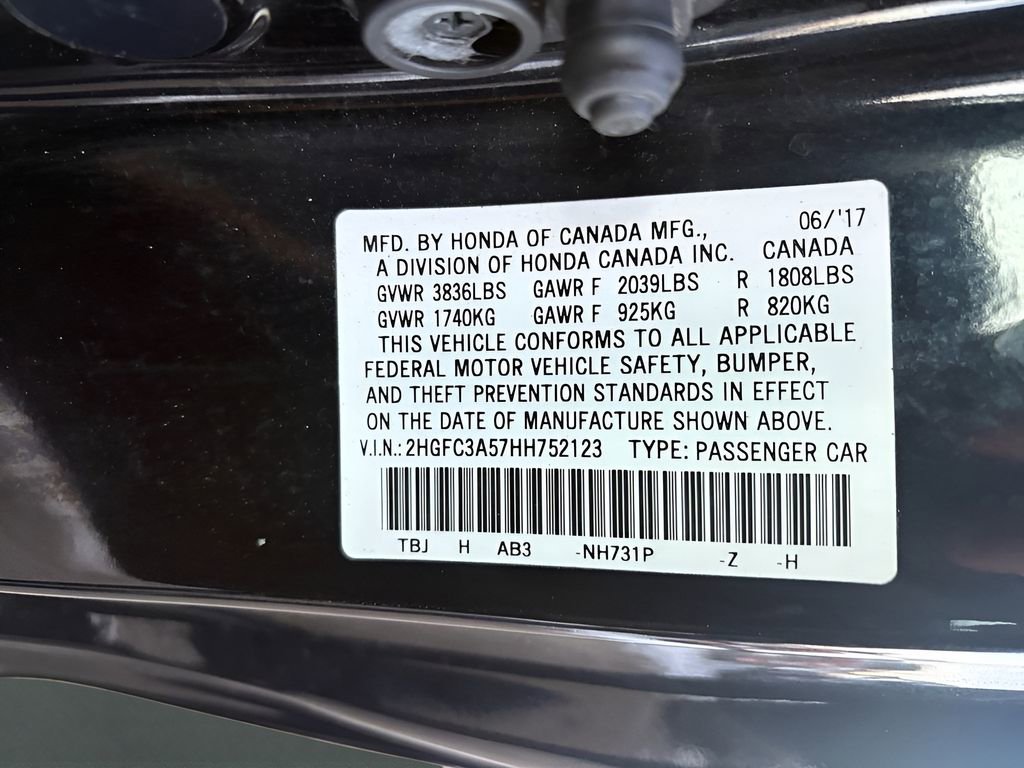 MFD. BY HONDA OF CANADA MFG., 06/'17
A DIVISION OF HONDA CANADA INC. CANADA
GVWR 3836LBS GAWR F 2039LBS R 1808LBS
GVWR 1740KG GAWR F 925KG R 820KG
THIS VEHICLE CONFORMS TO ALL APPLICABLE
FEDERAL MOTOR VEHICLE SAFETY, BUMPER,
AND THEFT PREVENTION STANDARDS IN EFFECT
ON THE DATE OF MANUFACTURE SHOWN ABOVE.
V.I.N.: 2HGFC3A57HH752123 TYPE: PASSENGER CAR
TBJ H AB3 -NH731P -Z -H